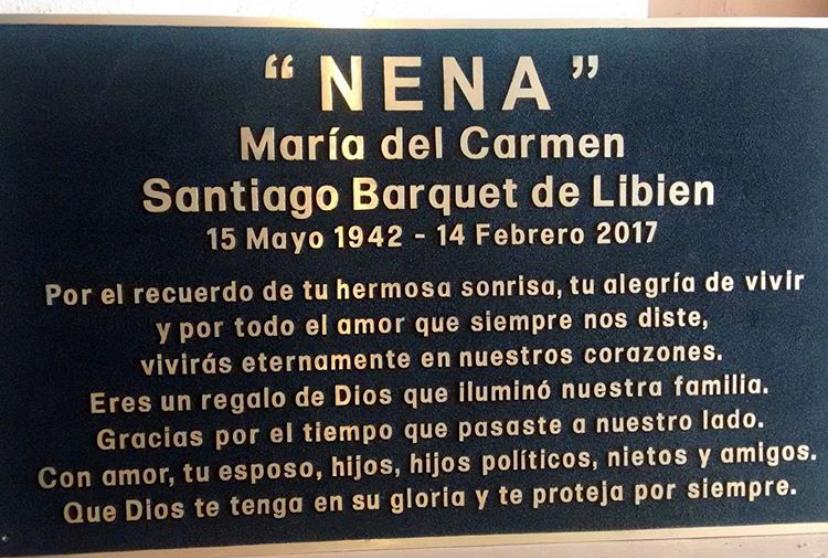 “NENA”
María del Carmen
Santiago Barquet de Libien
15 Mayo 1942 - 14 Febrero 2017
Por el recuerdo de tu hermosa sonrisa, tu alegría de vivir
y por todo el amor que siempre nos diste,
vivirás eternamente en nuestros corazones.
Eres un regalo de Dios que iluminó nuestra familia.
Gracias por el tiempo que pasaste a nuestro lado.
Con amor, tu esposo, hijos, hijos políticos, nietos y amigos.
Que Dios te tenga en su gloria y te proteja por siempre.